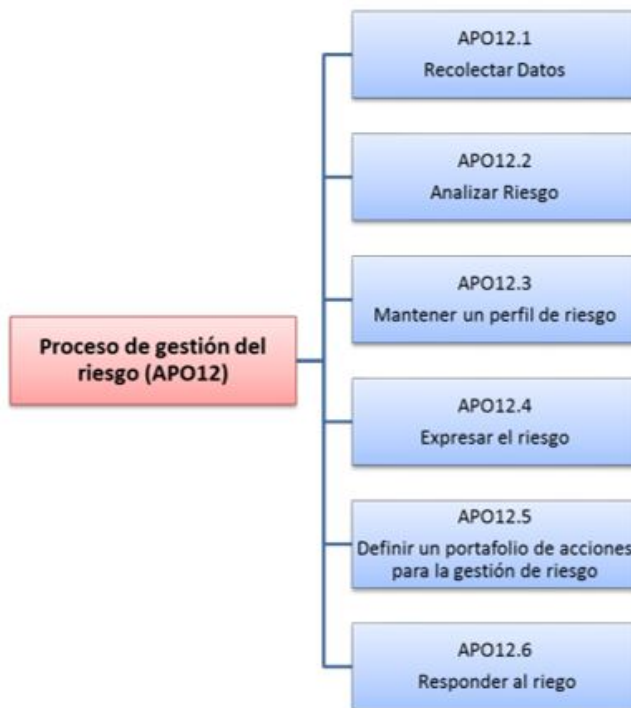 APO12.1
Recolectar Datos
APO12.2
Analizar Riesgo
APO12.3
Mantener un perfil de riesgo
Proceso de gestión del
riesgo (APO12)
APO12.4
Expresar el riesgo
APO12.5
Definir un portafolio de acciones
para la gestión de riesgo
APO12.6
Responder al riego